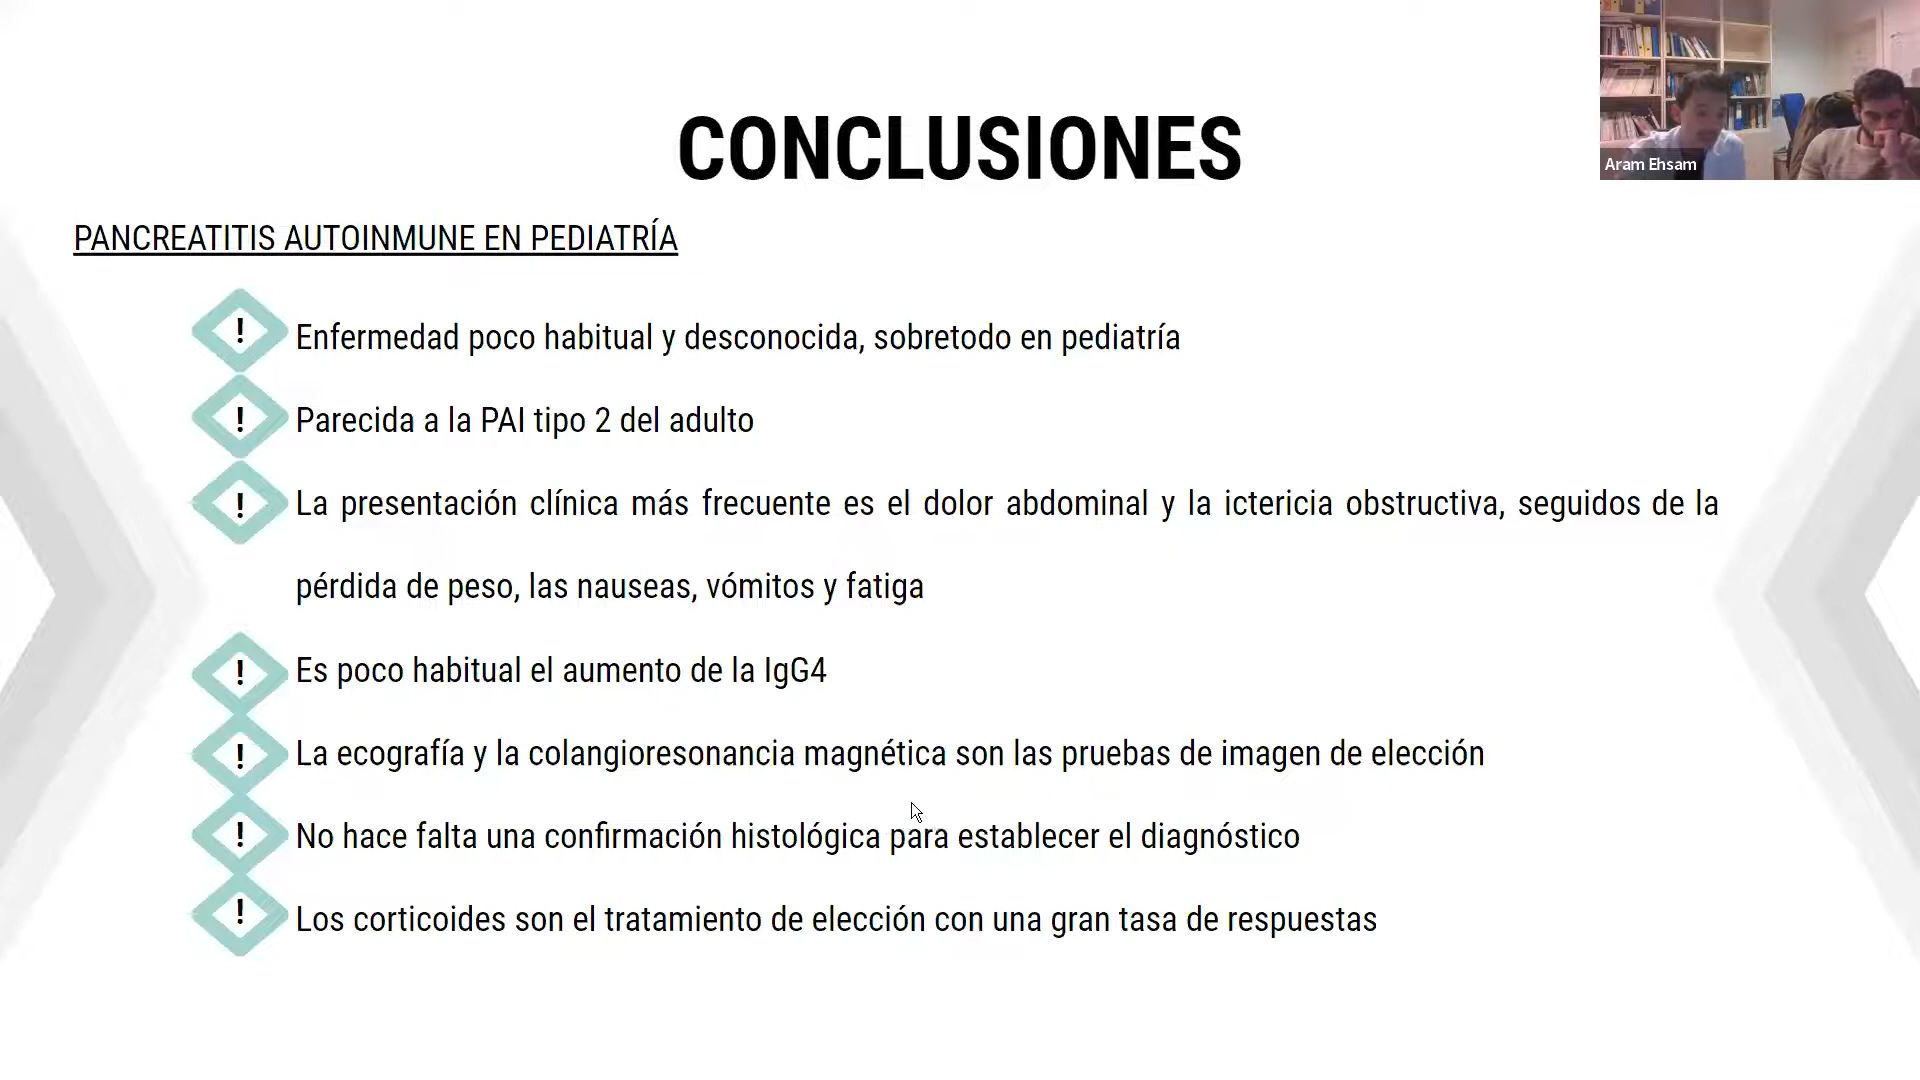 CONCLUSIONES
Aram Ehsam
PANCREATITIS AUTOINMUNE EN PEDIATRÍA
! Enfermedad poco habitual y desconocida, sobretodo en pediatría
! Parecida a la PAI tipo 2 del adulto
! La presentación clínica más frecuente es el dolor abdominal y la ictericia obstructiva, seguidos de la
pérdida de peso, las nauseas, vómitos y fatiga
! Es poco habitual el aumento de la IgG4
! La ecografía y la colangioresonancia magnética son las pruebas de imagen de elección
! No hace falta una confirmación histológica para establecer el diagnóstico
! Los corticoides son el tratamiento de elección con una gran tasa de respuestas